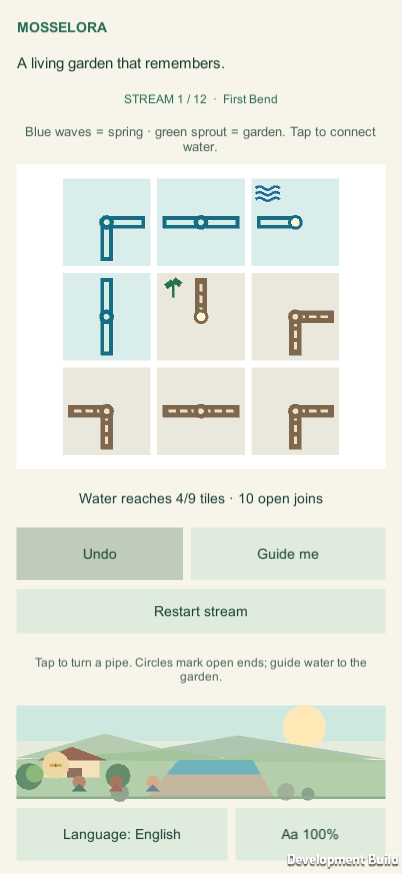 MOSSELORA
A living garden that remembers.
STREAM 1 / 12 · First Bend
Blue waves = spring · green sprout = garden. Tap to connect
water.
Water reaches 4/9 tiles · 10 open joins
Undo
Guide me
Restart stream
Tap to turn a pipe. Circles mark open ends; guide water to the
garden.
Language: English
Aa 100%
Development Build